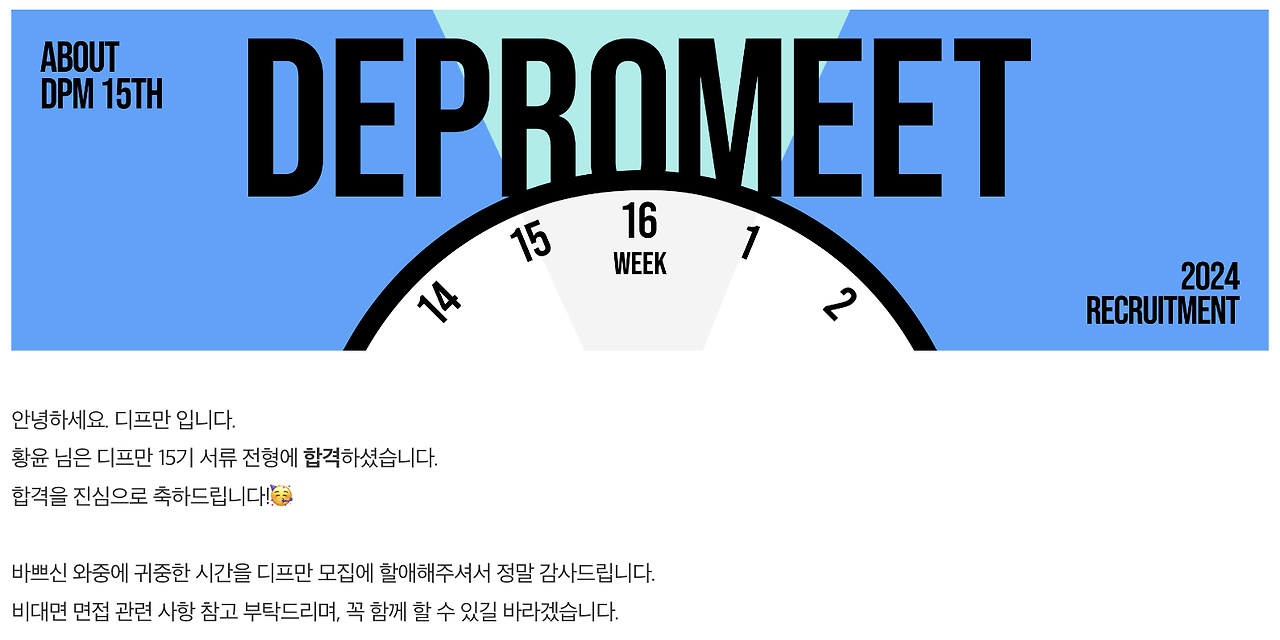 ABOUT
DPM 15TH
DEPROMEET
14
15
16
WEEK
1
2
2024
RECRUITMENT
안녕하세요. 디프만 입니다.
황윤 님은 디프만 15기 서류 전형에 합격하셨습니다.
합격을 진심으로 축하드립니다!🥳
바쁘신 와중에 귀중한 시간을 디프만 모집에 할애해주셔서 정말 감사드립니다.
비대면 면접 관련 사항 참고 부탁드리며, 꼭 함께 할 수 있길 바라겠습니다.